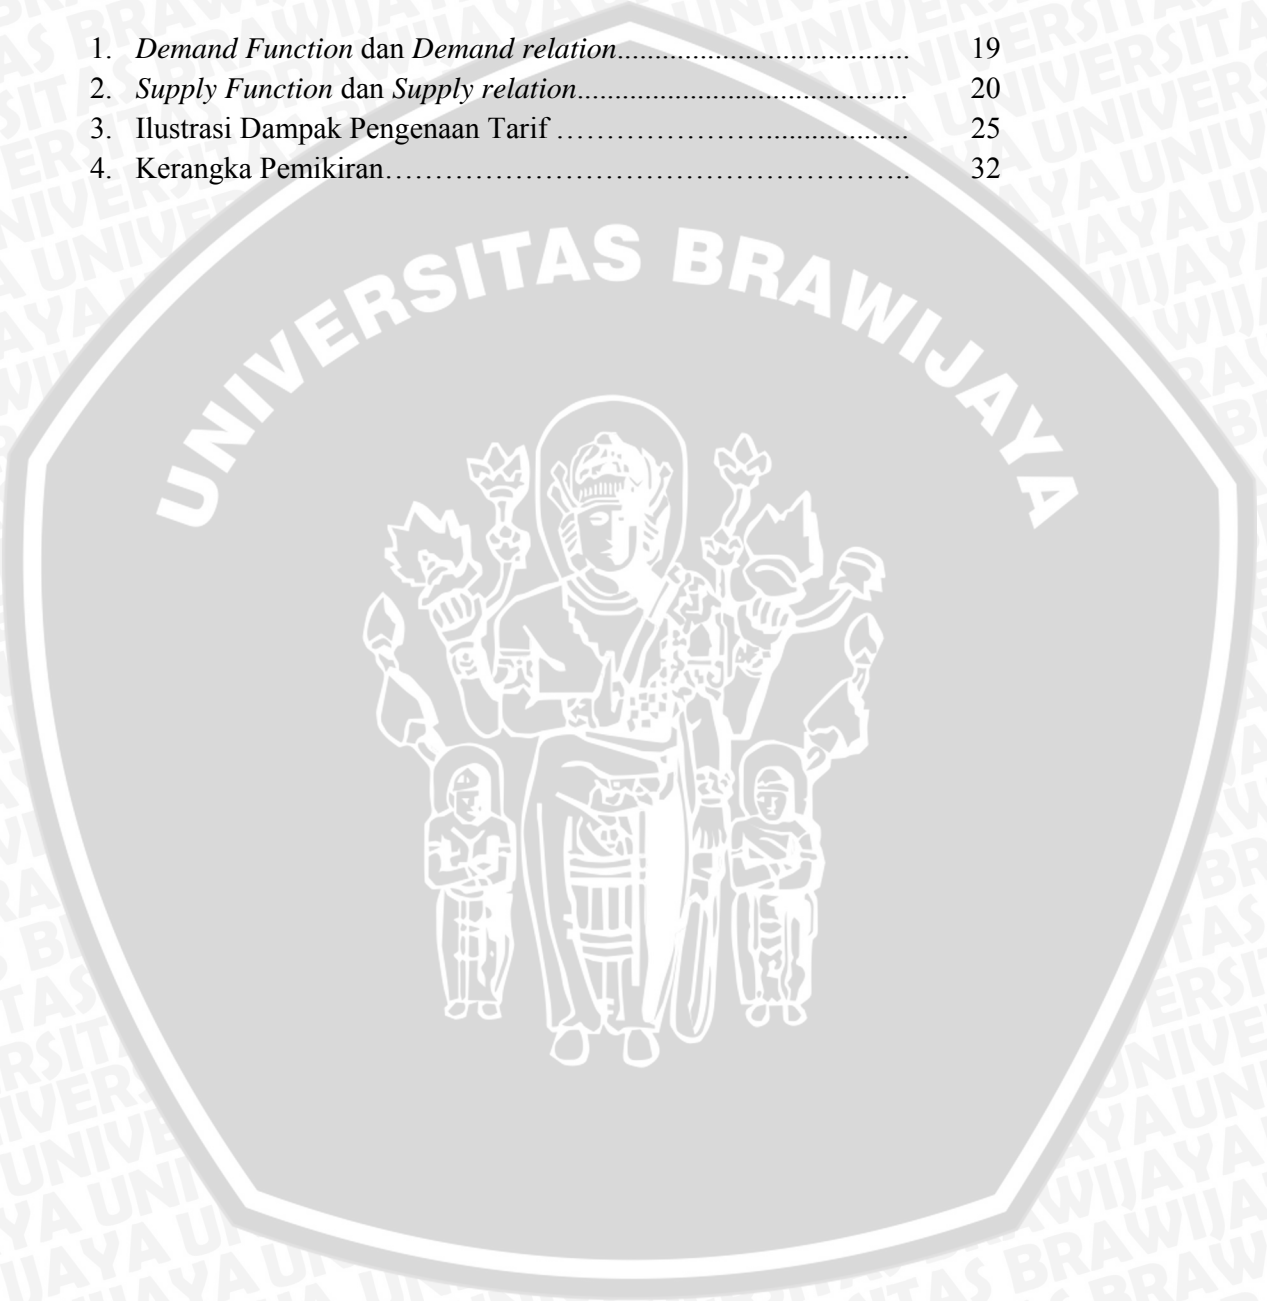 1. Demand Function dan Demand relation..................................... 19
2. Supply Function dan Supply relation.......................................... 20
3. Ilustrasi Dampak Pengenaan Tarif ………………….................... 25
4. Kerangka Pemikiran…………………………………………….. 32
UNIVERSITAS BRAWIJAYA